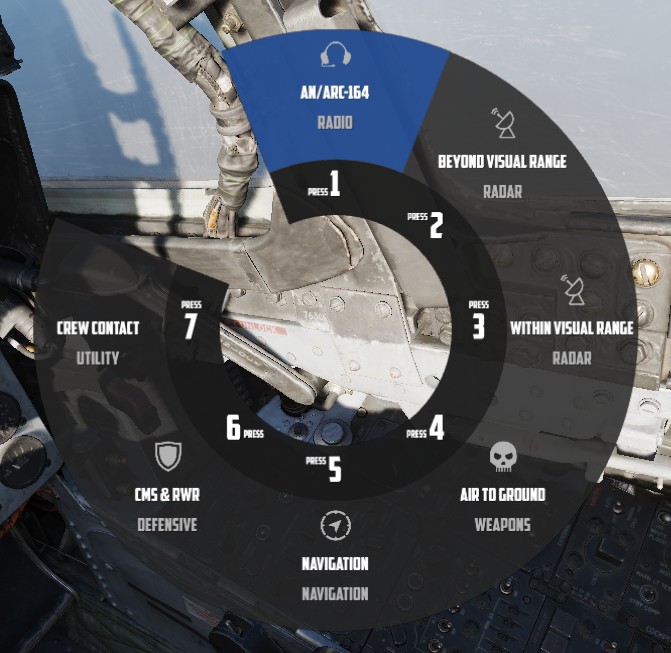 AN/ARC-164
RADIO
PRESS 1
BEYOND VISUAL RANGE
RADAR
PRESS 2
WITHIN VISUAL RANGE
RADAR
PRESS 3
AIR TO GROUND
WEAPONS
PRESS 4
NAVIGATION
NAVIGATION
PRESS 5
CMS & RWR
DEFENSIVE
6 PRESS
CREW CONTACT
UTILITY
PRESS 7